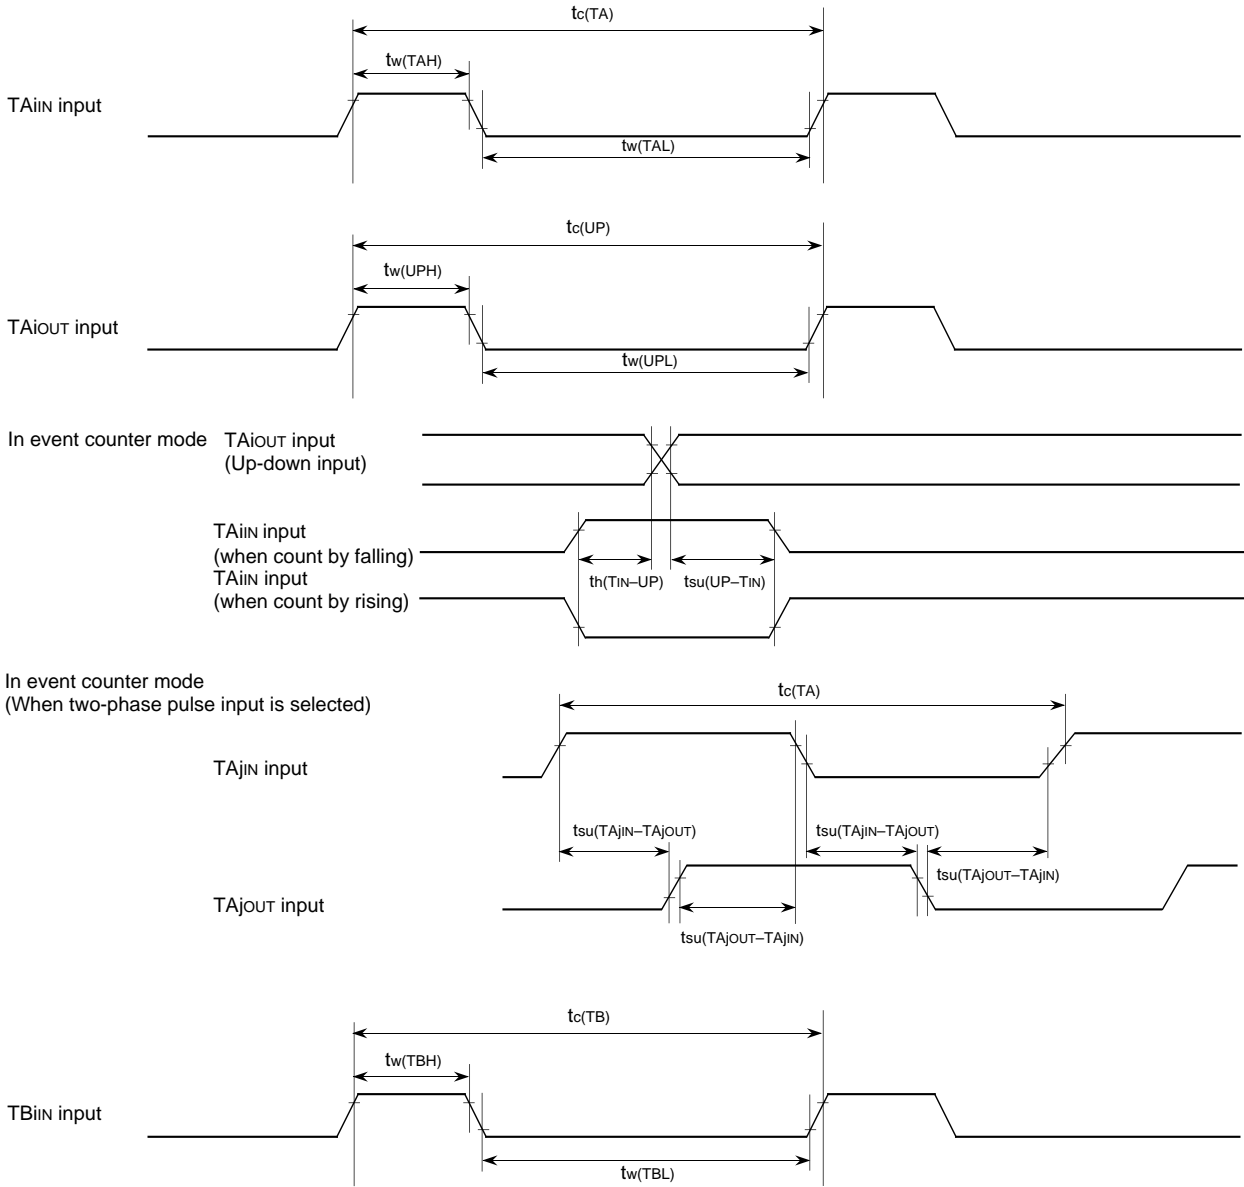 tc(TA)
tw(TAH)
TAiIN input
tw(TAL)
tc(UP)
tw(UPH)
TAiOUT input
tw(UPL)
In event counter mode
TAiOUT input
(Up-down input)
TAiIN input
(when count by falling)
th(TIN–UP)
tsu(UP–TIN)
TAiIN input
(when count by rising)
In event counter mode
(When two-phase pulse input is selected)
tc(TA)
TAjIN input
tsu(TAjIN–TAjOUT)
tsu(TAjIN–TAjOUT)
tsu(TAjOUT–TAjIN)
TAjOUT input
tsu(TAjOUT–TAjIN)
tc(TB)
tw(TBH)
TBiIN input
tw(TBL)